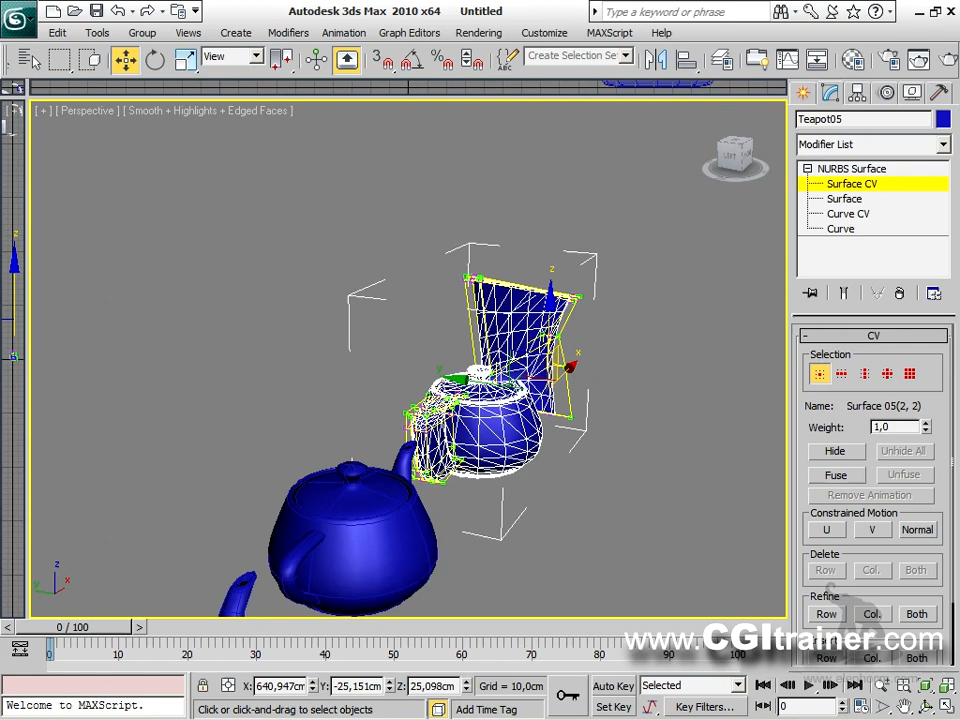 Autodesk 3ds Max 2010 x64 Untitled
Type a keyword or phrase
Edit Tools Group Views Create Modifiers Animation Graph Editors Rendering Customize MAXScript Help
View
3
Create Selection Se
[ + ] [ Perspective ] [ Smooth + Highlights + Edged Faces ]
LEFT
Teapot05
Modifier List
NURBS Surface
Surface CV
Surface
Curve CV
Curve
CV
Selection
Name: Surface 05(2, 2)
Weight: 1,0
Hide Unhide All
Fuse Unfuse
Remove Animation
Constrained Motion
U V Normal
Delete
Row Col. Both
Refine
Row Col. Both
Row Col. Both
z
x
y
z
x
y
z
0 / 100
0 10 20 30 40 50 60 70 80 90 100
www.CGItrainer.com
X: 640,947cm Y: -25,151cm Z: 25,098cm Grid = 10,0cm
Auto Key Selected
Set Key Key Filters...
0
Welcome to MAXScript.
Click or click-and-drag to select objects
Add Time Tag